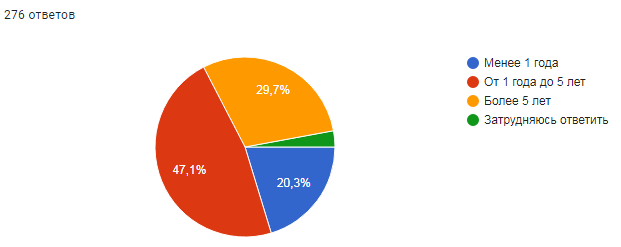 276 ответов
29,7%
47,1%
20,3%
Менее 1 года
От 1 года до 5 лет
Более 5 лет
Затрудняюсь ответить